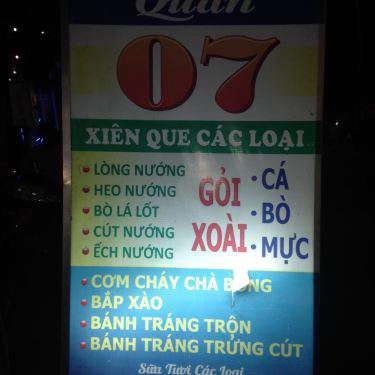 Quán
07
XIÊN QUE CÁC LOẠI
LÒNG NƯỚNG
HEO NƯỚNG
BÒ LÁ LỐT
CÚT NƯỚNG
ẾCH NƯỚNG
GỎI
XOÀI
CÁ
BÒ
MỰC
CƠM CHÁY CHÀ BÔNG
BẮP XÀO
BÁNH TRÁNG TRỘN
BÁNH TRÁNG TRỨNG CÚT
Sữa Tươi Các Loại